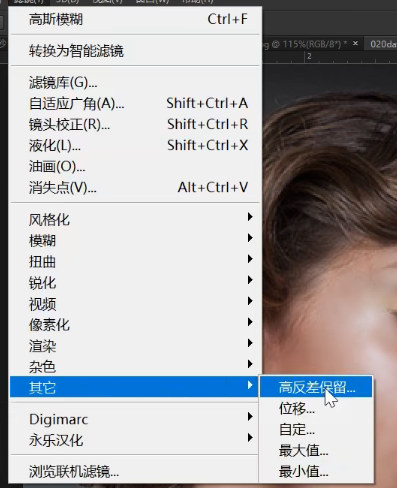 高斯模糊 Ctrl+F
转换为智能滤镜
ng @ 115%(RGB/8*) * × 020da
2
滤镜库(G)...
自适应广角(A)... Shift+Ctrl+A
镜头校正(R)... Shift+Ctrl+R
液化(L)... Shift+Ctrl+X
油画(O)...
消失点(V)... Alt+Ctrl+V
风格化
模糊
扭曲
锐化
视频
像素化
渲染
杂色
其它
高反差保留...
位移...
自定...
最大值...
最小值...
Digimarc
永乐汉化
浏览联机滤镜...